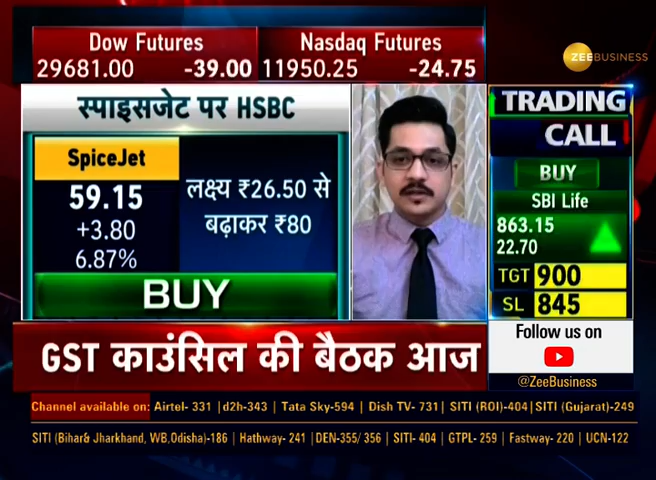 Dow Futures
29681.00 -39.00
Nasdaq Futures
11950.25 -24.75
ZEEBUSINESS
स्पाइसजेट पर HSBC
SpiceJet
59.15
+3.80
6.87%
लक्ष्य ₹26.50 से
बढ़ाकर ₹80
BUY
TRADING
CALL
BUY
SBI Life
863.15
22.70
TGT 900
SL 845
GST काउंसिल की बैठक आज
Follow us on
@ZeeBusiness
Channel available on: Airtel- 331 |d2h-343 | Tata Sky-594 | Dish TV- 731| SITI (ROI)-404|SITI (Gujarat)-249
SITI (Bihar& Jharkhand, WB,Odisha)-186 | Hathway- 241 |DEN-355/ 356 | SITI- 404 | GTPL- 259 | Fastway- 220 | UCN-122